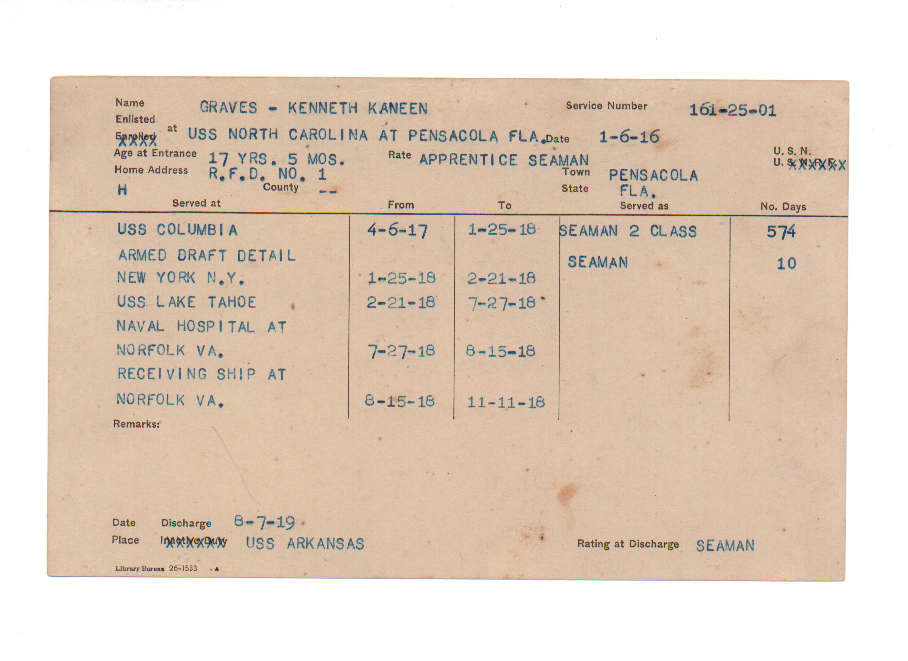 Name GRAVES - KENNETH KANEEN Service Number 161-25-01
Enlisted
Enrolled at USS NORTH CAROLINA AT PENSACOLA FLA. Date 1-6-16
Age at Entrance 17 YRS. 5 MOS. Rate APPRENTICE SEAMAN U. S. N.
Home Address R.F.D. NO. 1 Town PENSACOLA U. S. N. R. F.
H County -- State FLA.
Served at From To Served as No. Days
USS COLUMBIA 4-6-17 1-25-18 SEAMAN 2 CLASS 574
ARMED DRAFT DETAIL SEAMAN 10
NEW YORK N.Y. 1-25-18 2-21-18
USS LAKE TAHOE 2-21-18 7-27-18
NAVAL HOSPITAL AT
NORFOLK VA. 7-27-18 8-15-18
RECEIVING SHIP AT
NORFOLK VA. 8-15-18 11-11-18
Remarks:
Date Discharge 8-7-19
Place Inactive Duty USS ARKANSAS Rating at Discharge SEAMAN
Library Bureau 26-1533 - A